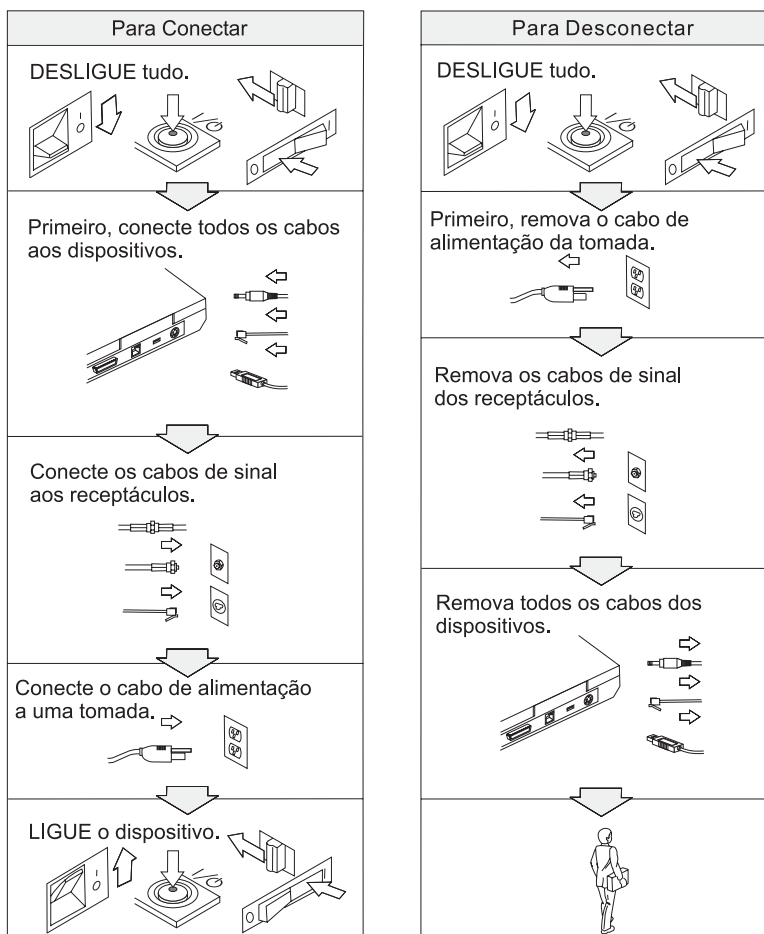 Para Conectar
DESLIGUE tudo.
Primeiro, conecte todos os cabos
aos dispositivos.
Conecte os cabos de sinal
aos receptáculos.
Conecte o cabo de alimentação
a uma tomada.
LIGUE o dispositivo.
Para Desconectar
DESLIGUE tudo.
Primeiro, remova o cabo de
alimentação da tomada.
Remova os cabos de sinal
dos receptáculos.
Remova todos os cabos dos
dispositivos.